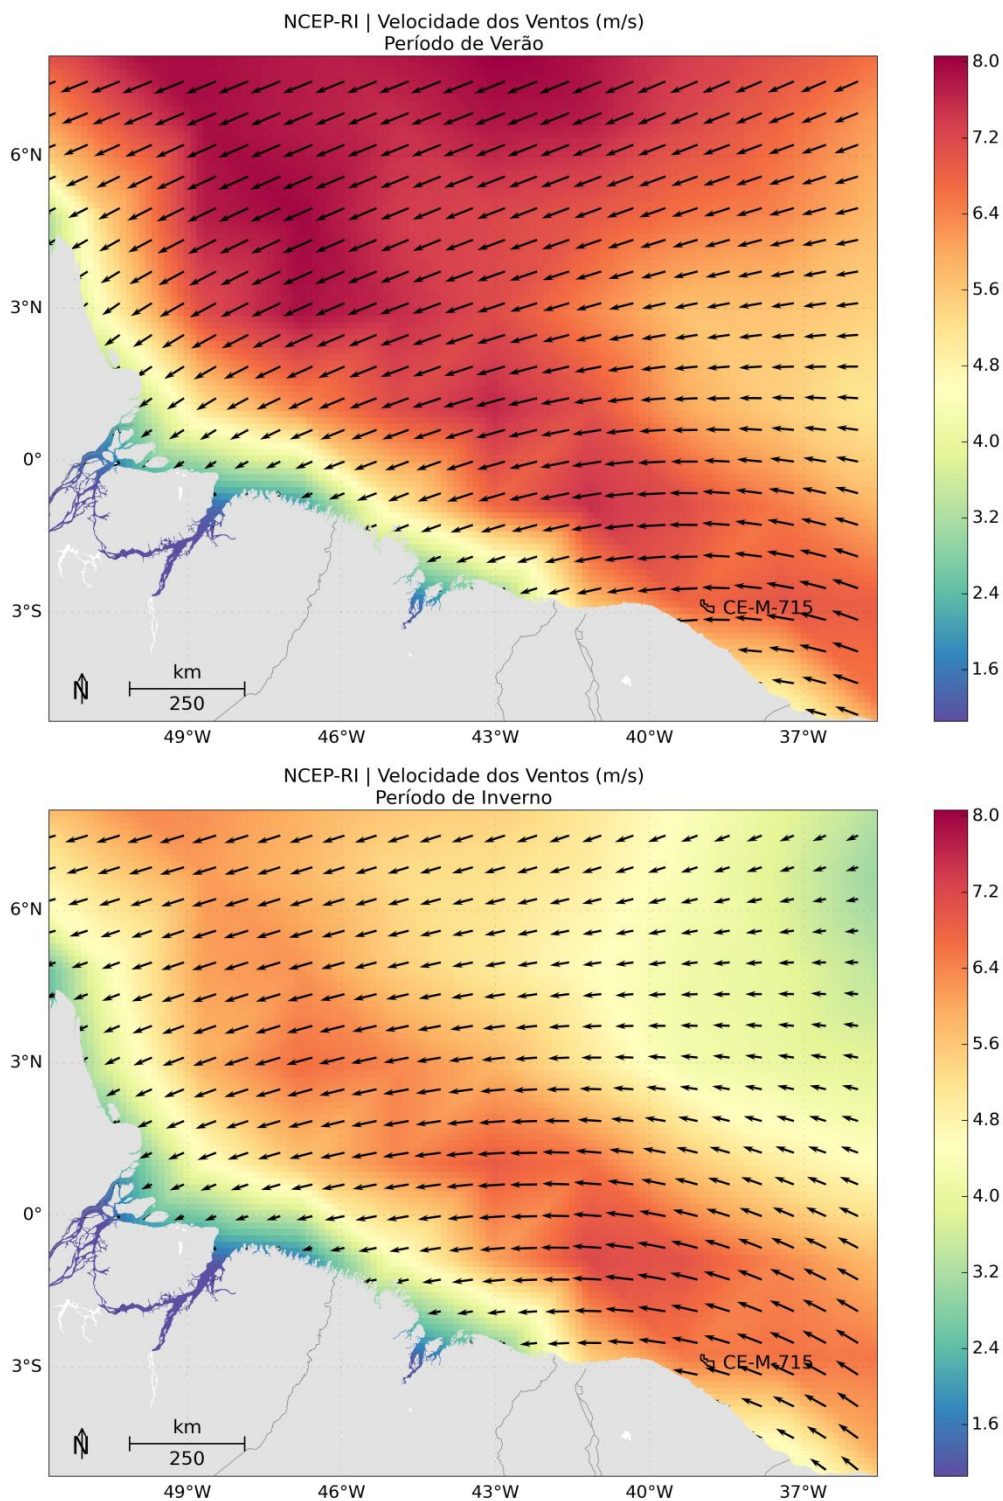 NCEP-RI | Velocidade dos Ventos (m/s)
Período de Verão
8.0
6°N
7.2
6.4
5.6
3°N
4.8
4.0
0°
3.2
2.4
3°S
CE-M-715
1.6
N
km
250
49°W
46°W
43°W
40°W
37°W
NCEP-RI | Velocidade dos Ventos (m/s)
Período de Inverno
8.0
6°N
7.2
6.4
5.6
3°N
4.8
4.0
0°
3.2
2.4
3°S
CE-M-715
1.6
N
km
250
49°W
46°W
43°W
40°W
37°W